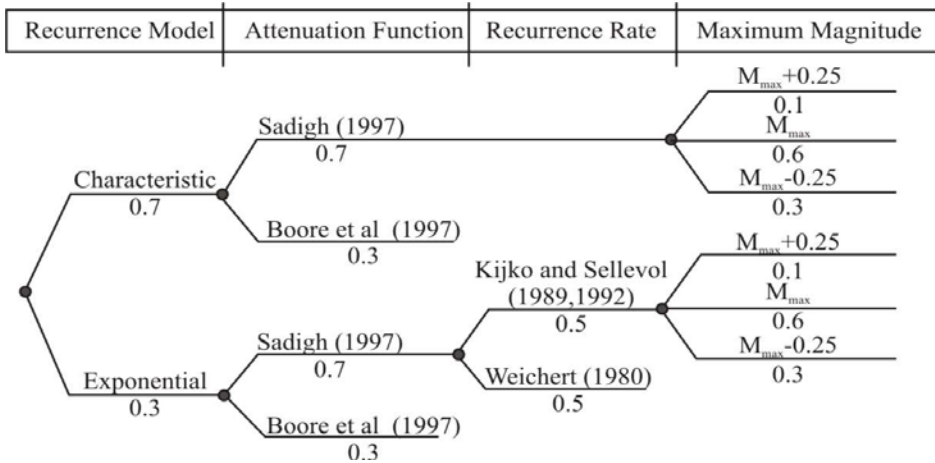 Recurrence Model Attenuation Function Recurrence Rate Maximum Magnitude
Mmax+0.25
0.1
Sadigh (1997)
0.7
Mmax
0.6
Mmax-0.25
0.3
Characteristic
0.7
Boore et al (1997)
0.3
Mmax+0.25
0.1
Kijko and Sellevol
(1989,1992)
0.5
Mmax
0.6
Sadigh (1997)
0.7
Mmax-0.25
0.3
Exponential
0.3
Weichert (1980)
0.5
Boore et al (1997)
0.3